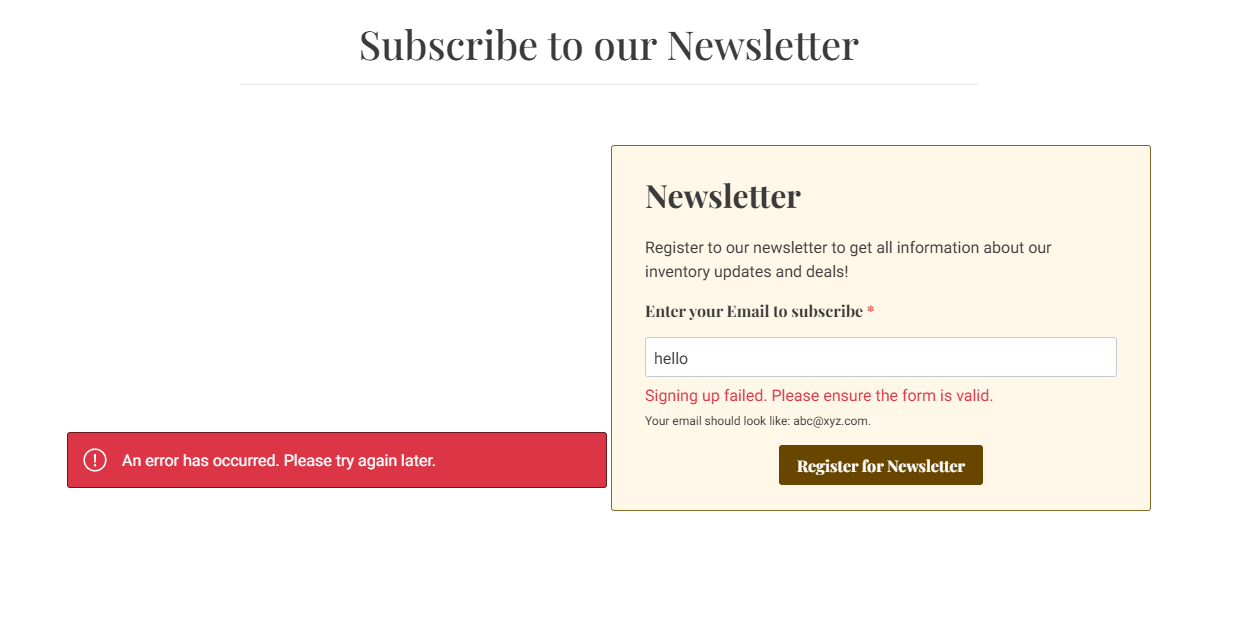 Subscribe to our Newsletter
Newsletter
Register to our newsletter to get all information about our
inventory updates and deals!
Enter your Email to subscribe *
hello
Signing up failed. Please ensure the form is valid.
Your email should look like: abc@xyz.com.
An error has occurred. Please try again later.
Register for Newsletter